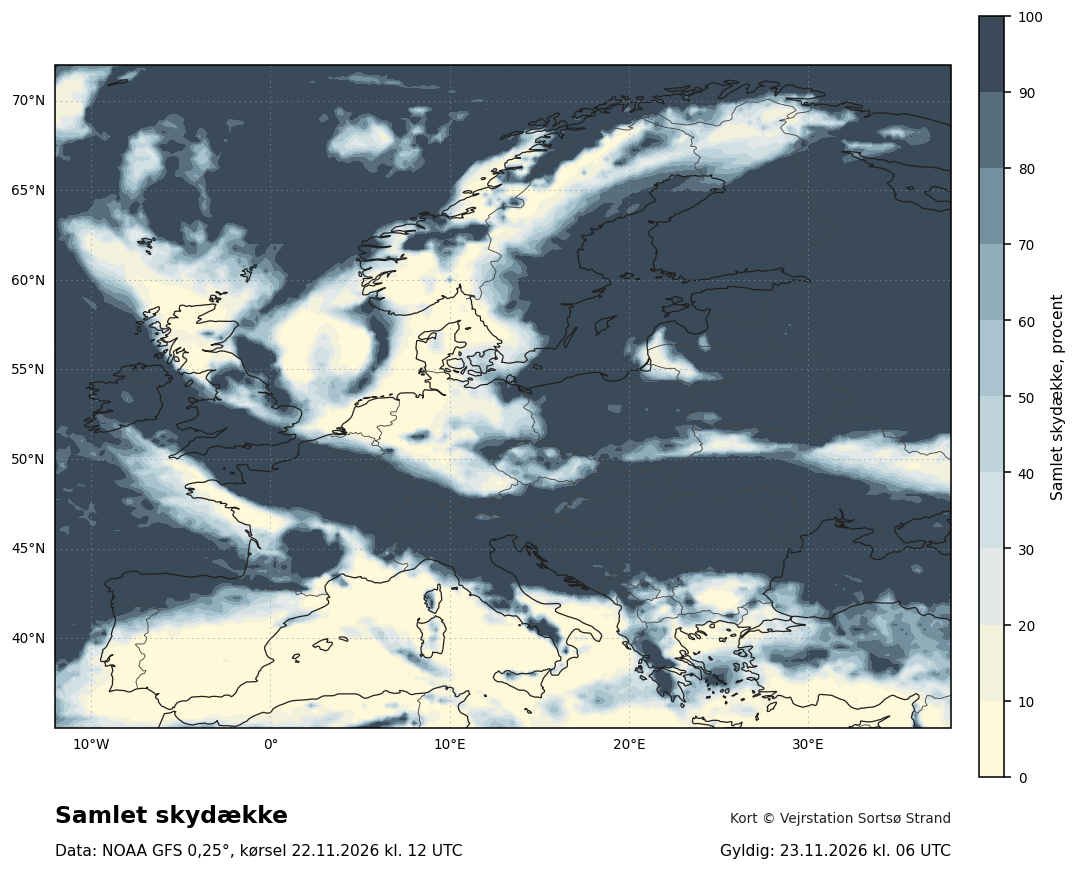 70°N
65°N
60°N
55°N
50°N
45°N
40°N
10°W
0°
10°E
20°E
30°E
100
90
80
70
60
50
40
30
20
10
0
Samlet skydække, procent
Samlet skydække
Kort © Vejrstation Sortsø Strand
Data: NOAA GFS 0,25°, kørsel 22.11.2026 kl. 12 UTC
Gyldig: 23.11.2026 kl. 06 UTC